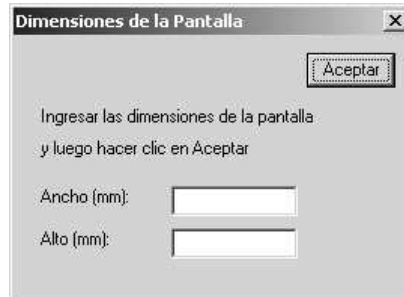 Dimensiones de la Pantalla
Aceptar
Ingresar las dimensiones de la pantalla
y luego hacer clic en Aceptar
Ancho (mm):
Alto (mm):